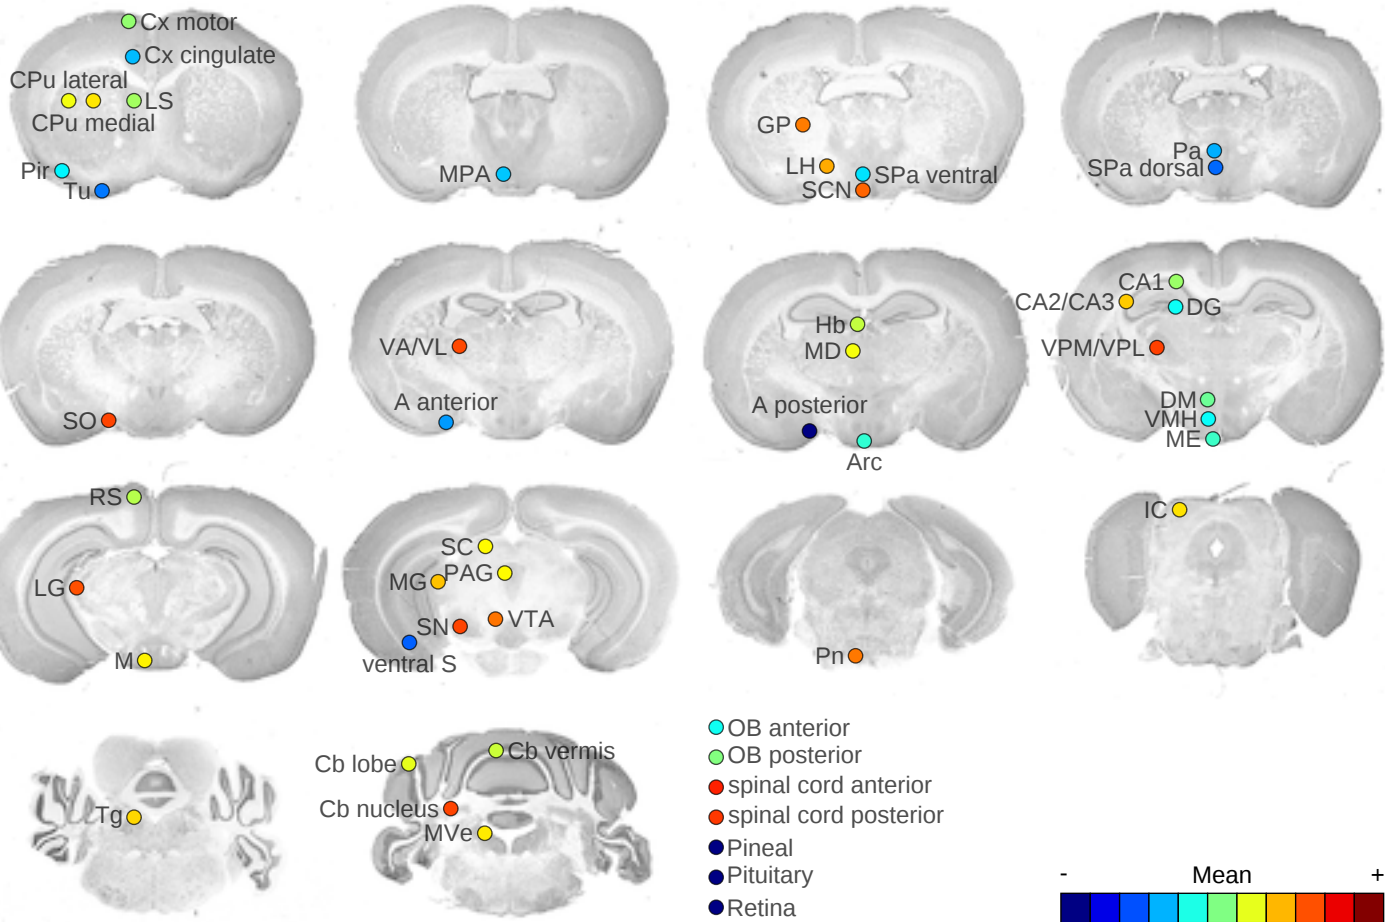 Cx motor
Cx cingulate
CPu lateral
LS
CPu medial
Pir
Tu
MPA
GP
LH
SPa ventral
SCN
Pa
SPa dorsal
SO
VA/VL
A anterior
Hb
MD
A posterior
Arc
CA1
CA2/CA3
DG
VPM/VPL
DM
VMH
ME
RS
LG
M
SC
MG
PAG
SN
VTA
ventral S
Pn
IC
Tg
Cb lobe
Cb vermis
Cb nucleus
MVe
OB anterior
OB posterior
spinal cord anterior
spinal cord posterior
Pineal
Pituitary
Retina
- Mean +